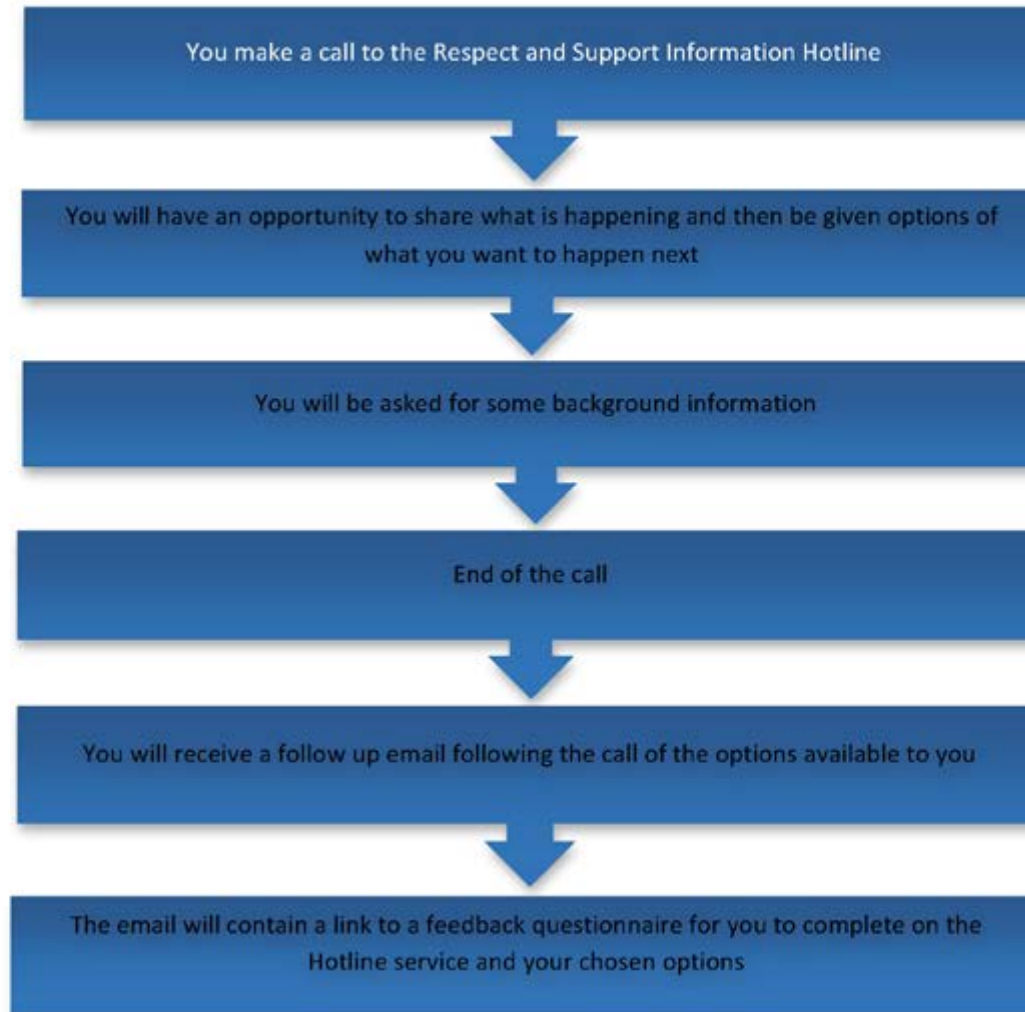 You make a call to the Respect and Support Information Hotline
You will have an opportunity to share what is happening and then be given options of
what you want to happen next
You will be asked for some background information
End of the call
You will receive a follow up email following the call of the options available to you
The email will contain a link to a feedback questionnaire for you to complete on the
Hotline service and your chosen options